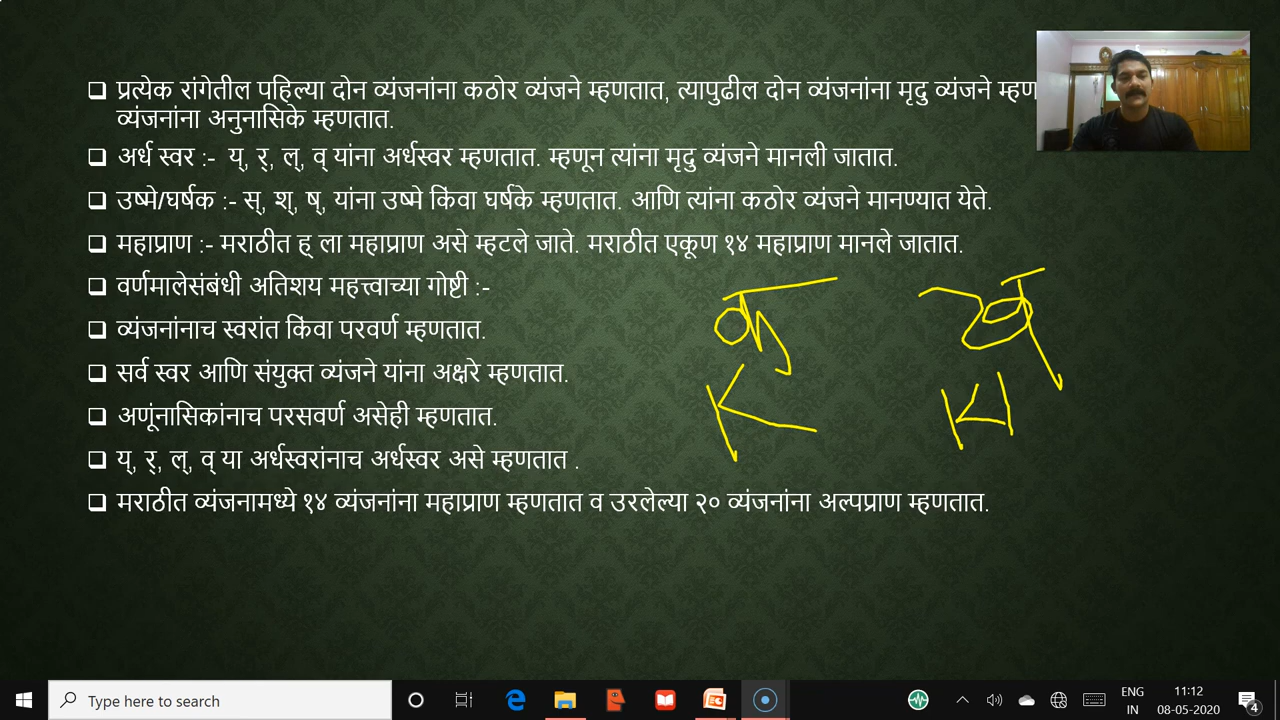 प्रत्येक रांगेतील पहिल्या दोन व्यंजनांना कठोर व्यंजने म्हणतात, त्यापुढील दोन व्यंजनांना मृदु व्यंजने म्हण
व्यंजनांना अनुनासिके म्हणतात.
अर्ध स्वर :- य्, र्, ल्, व् यांना अर्धस्वर म्हणतात. म्हणून त्यांना मृदु व्यंजने मानली जातात.
उष्मे/घर्षक :- स्, श्, ष्, यांना उष्मे किंवा घर्षके म्हणतात. आणि त्यांना कठोर व्यंजने मानण्यात येते.
महाप्राण :- मराठीत ह् ला महाप्राण असे म्हटले जाते. मराठीत एकूण १४ महाप्राण मानले जातात.
वर्णमालेसंबंधी अतिशय महत्त्वाच्या गोष्टी :-
व्यंजनांनाच स्वरांत किंवा परवर्ण म्हणतात.
सर्व स्वर आणि संयुक्त व्यंजने यांना अक्षरे म्हणतात.
अणूंनासिकांनाच परसवर्ण असेही म्हणतात.
य्, र्, ल्, व् या अर्धस्वरांनाच अर्धस्वर असे म्हणतात .
मराठीत व्यंजनामध्ये १४ व्यंजनांना महाप्राण म्हणतात व उरलेल्या २० व्यंजनांना अल्पप्राण म्हणतात.
क ख
K KH
Type here to search
ENG
IN
11:12
08-05-2020
4